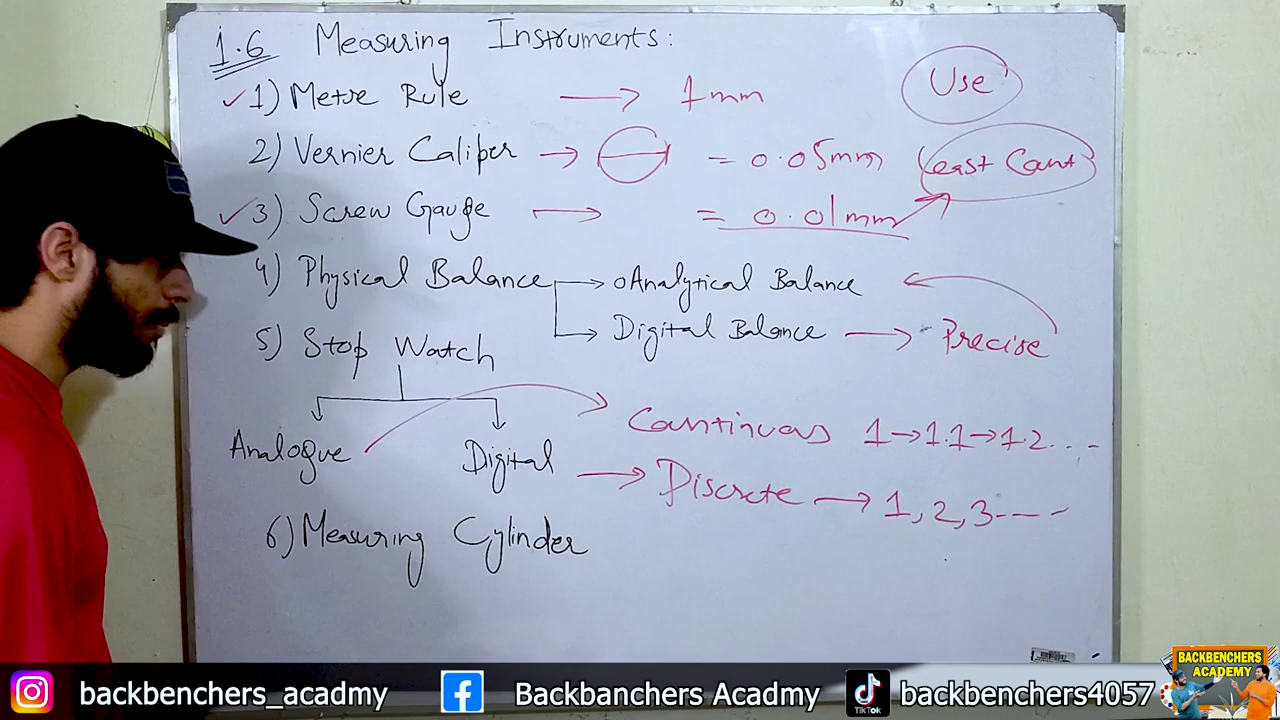 1.6 Measuring Instruments:
✓ 1) Metre Rule → 1mm
Use
2) Vernier Caliper → = 0.05mm
Least Count
✓ 3) Screw Gauge → = 0.01mm
4) Physical Balance → Analytical Balance
→ Digital Balance → Precise
5) Stop Watch
Analogue
Digital
Continuous 1→1.1→1.2....
Discrete → 1, 2, 3----
6) Measuring Cylinder
BACKBENCHERS
ACADEMY
backbenchers_acadmy
Backbanchers Acadmy
TikTok
backbenchers4057